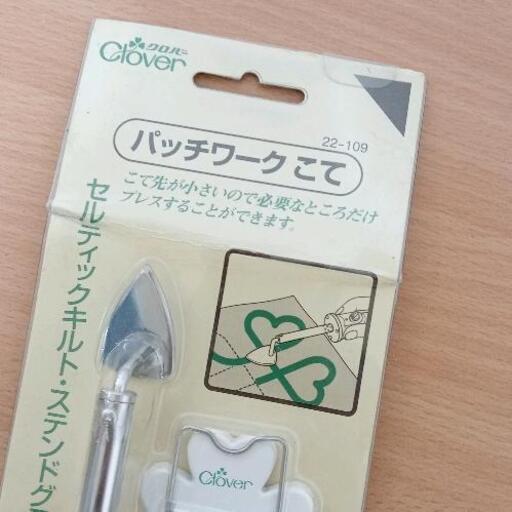 クロバー
Clover
22-109
パッチワーク こて
こて先が小さいので必要なところだけ
プレスすることができます。
セルティックキルト・ステンドグ
Clover